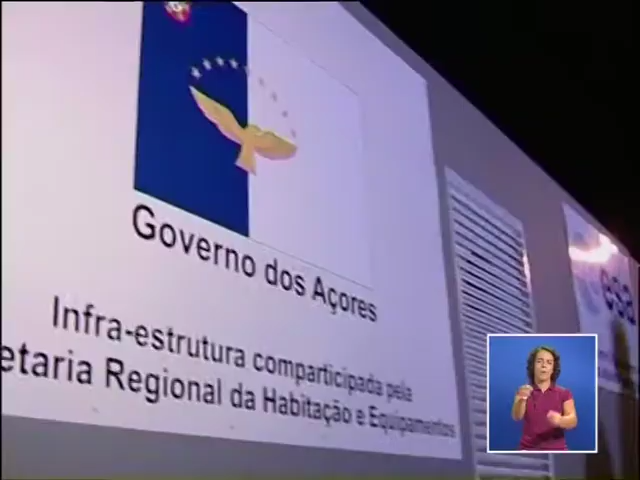 Governo dos Açores
Infra-estrutura comparticipada pela
etaria Regional da Habitação e Equipamentos
esa